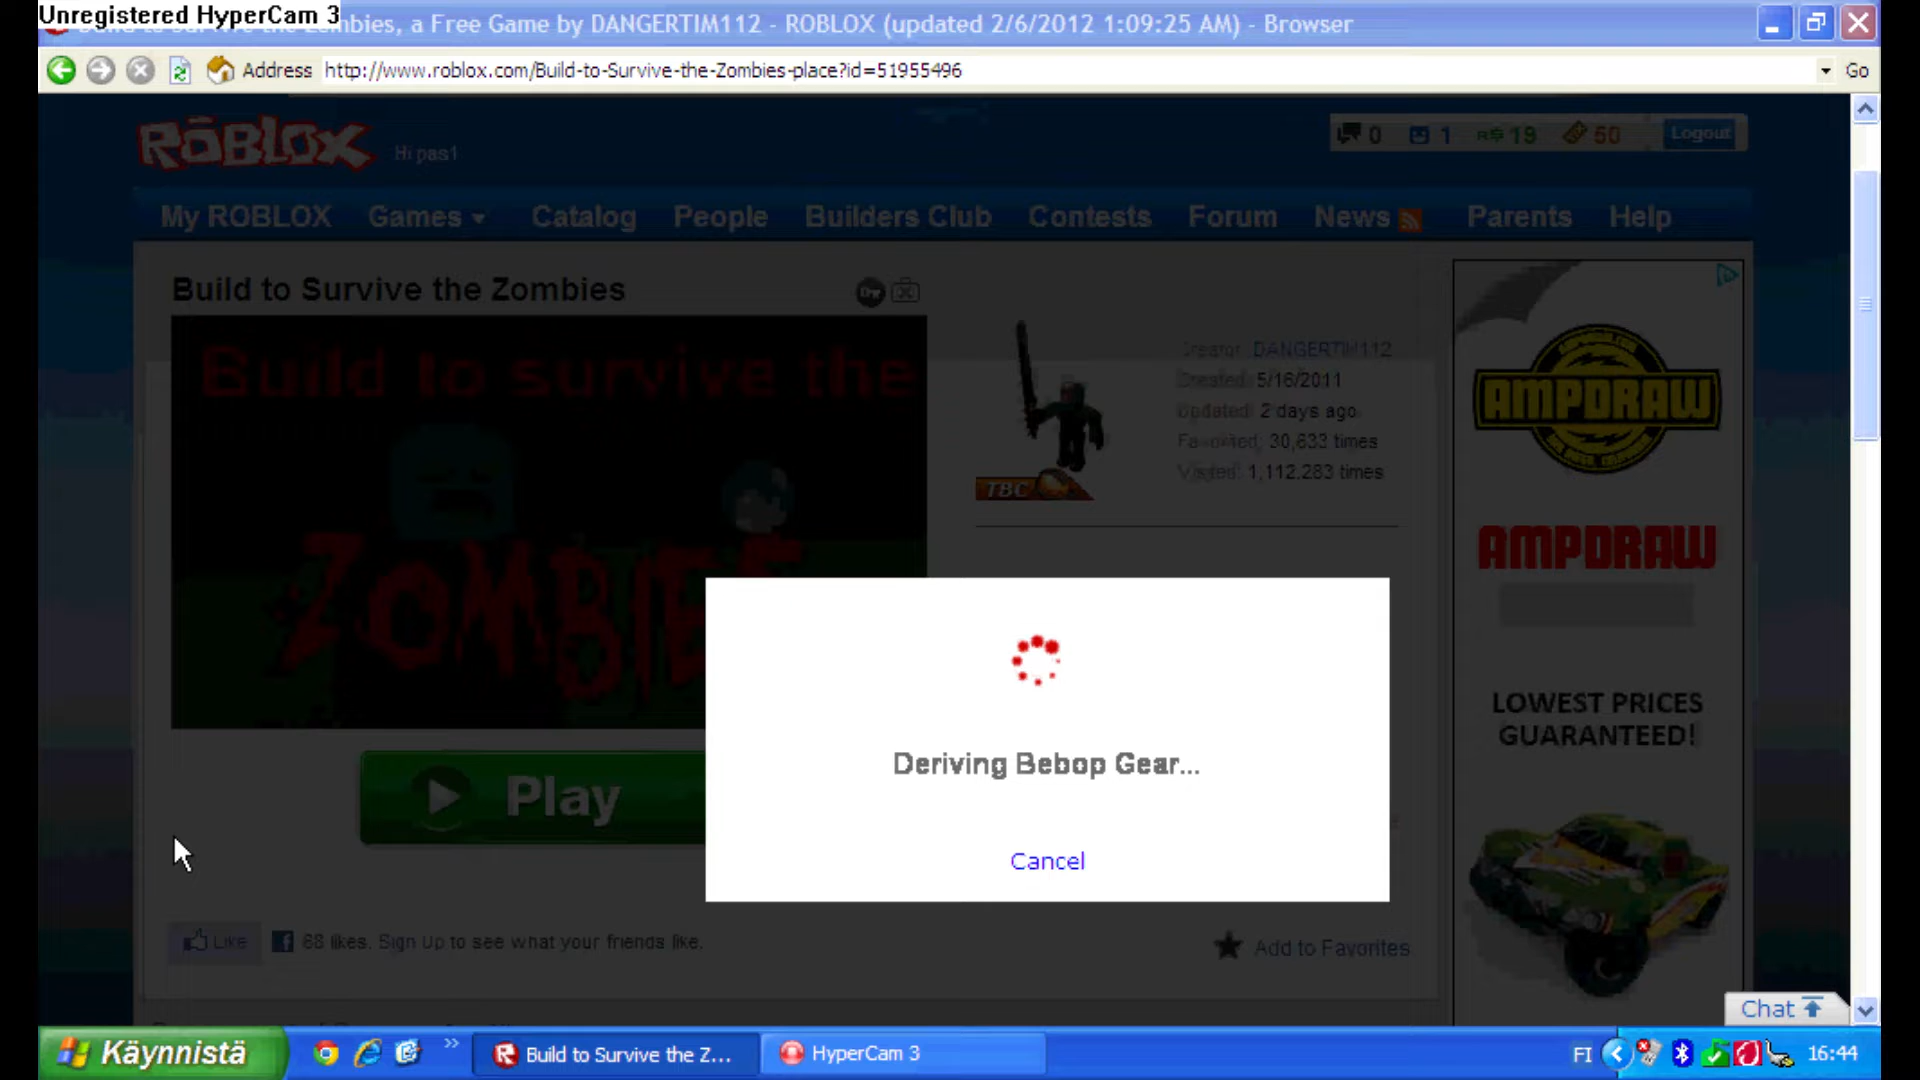 Unregistered HyperCam 3
mbies, a Free Game by DANGERTIM112 - ROBLOX (updated 2/6/2012 1:09:25 AM) - Browser
Address http://www.roblox.com/Build-to-Survive-the-Zombies-place?id=51955496 Go
ROBLOX Hi pas1 0 1 R$ 19 50 Logout
My ROBLOX Games Catalog People Builders Club Contests Forum News Parents Help
Build to Survive the Zombies
Build to survive the
ZOMBIES
Creator: DANGERTIM112
Created: 5/16/2011
Updated: 2 days ago
Favorited: 30,633 times
Visited: 1,112,283 times
TBC
AMPDRAW
AMPDRAW
LOWEST PRICES
GUARANTEED!
Deriving Bebop Gear...
Cancel
Play
Like 68 likes. Sign Up to see what your friends like.
Add to Favorites
Chat
Käynnistä Build to Survive the Z... HyperCam 3 FI 16:44